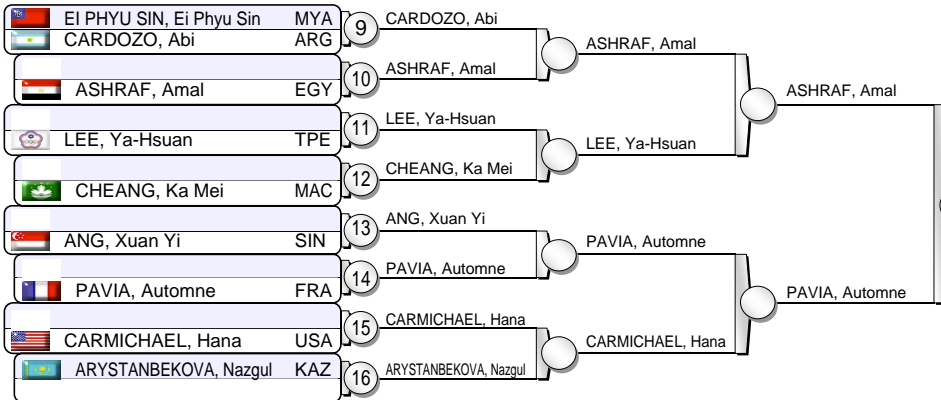 EI PHYU SIN, Ei Phyu Sin MYA
CARDOZO, Abi ARG
9
CARDOZO, Abi
ASHRAF, Amal EGY
10
ASHRAF, Amal
ASHRAF, Amal
LEE, Ya-Hsuan TPE
11
LEE, Ya-Hsuan
CHEANG, Ka Mei MAC
12
CHEANG, Ka Mei
LEE, Ya-Hsuan
ASHRAF, Amal
ANG, Xuan Yi SIN
13
ANG, Xuan Yi
PAVIA, Automne FRA
14
PAVIA, Automne
PAVIA, Automne
CARMICHAEL, Hana USA
15
CARMICHAEL, Hana
ARYSTANBEKOVA, Nazgul KAZ
16
ARYSTANBEKOVA, Nazgul
CARMICHAEL, Hana
PAVIA, Automne